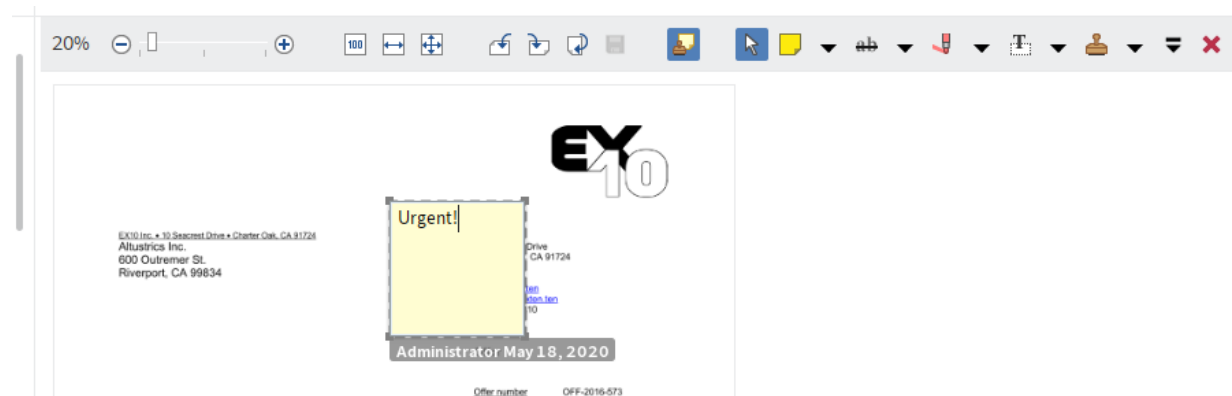 20%
100
ab
T
EX
10
Urgent!
EX10 Inc. • 10 Seacrest Drive • Charter Oak, CA 91724
Altustrics Inc.
600 Outremer St.
Riverport, CA 99834
Drive
CA 91724
ten
xten.ten
10
Administrator May 18, 2020
Offer number OFF-2016-573